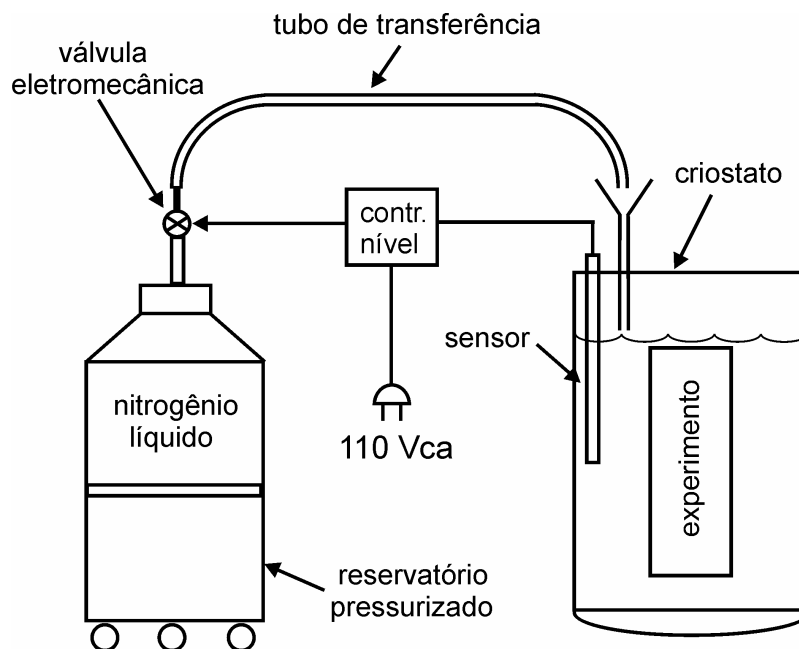 tubo de transferência
válvula
eletromecânica
criostato
contr.
nível
sensor
nitrogênio
líquido
experimento
110 Vca
reservatório
pressurizado